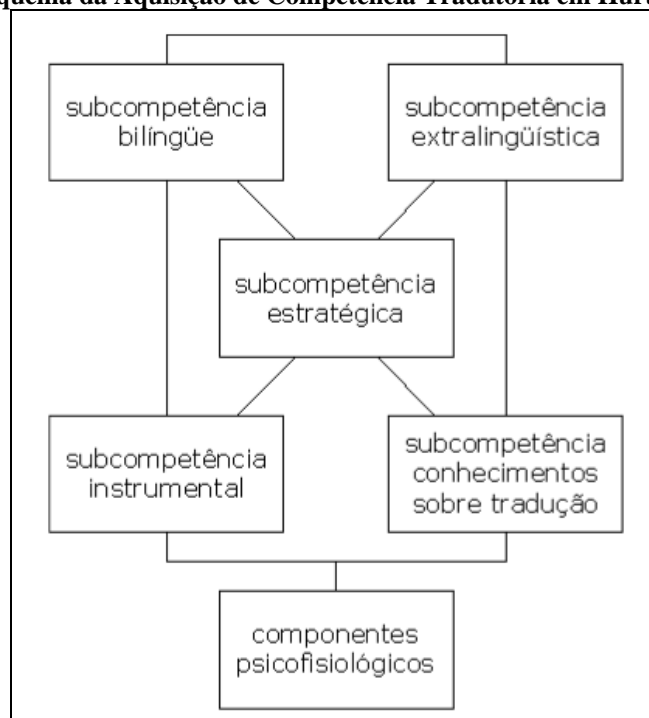 quema da Aquisição de Competência Tradutória em Hurt
subcompetência
bilíngüe
subcompetência
extralingüística
subcompetência
estratégica
subcompetência
instrumental
subcompetência
conhecimentos
sobre tradução
componentes
psicofisiológicos